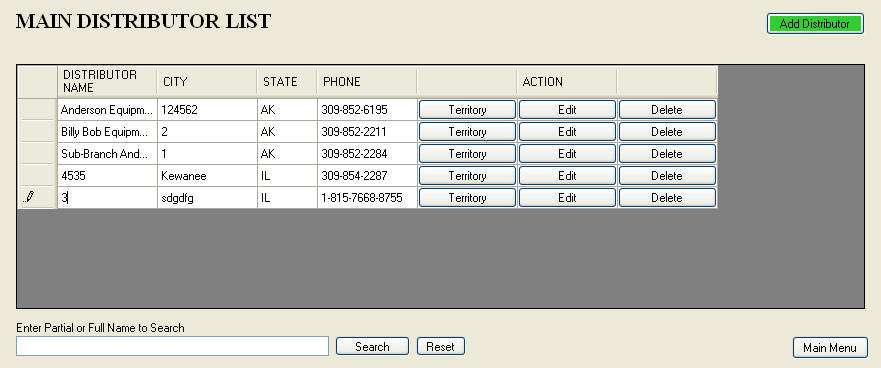 MAIN DISTRIBUTOR LIST
Add Distributor
DISTRIBUTOR NAME CITY STATE PHONE ACTION
Anderson Equipm... 124562 AK 309-852-6195 Territory Edit Delete
Billy Bob Equipm... 2 AK 309-852-2211 Territory Edit Delete
Sub-Branch And... 1 AK 309-852-2284 Territory Edit Delete
4535 Kewanee IL 309-854-2287 Territory Edit Delete
3 sdgdfg IL 1-815-7668-8755 Territory Edit Delete
Enter Partial or Full Name to Search
Search Reset Main Menu